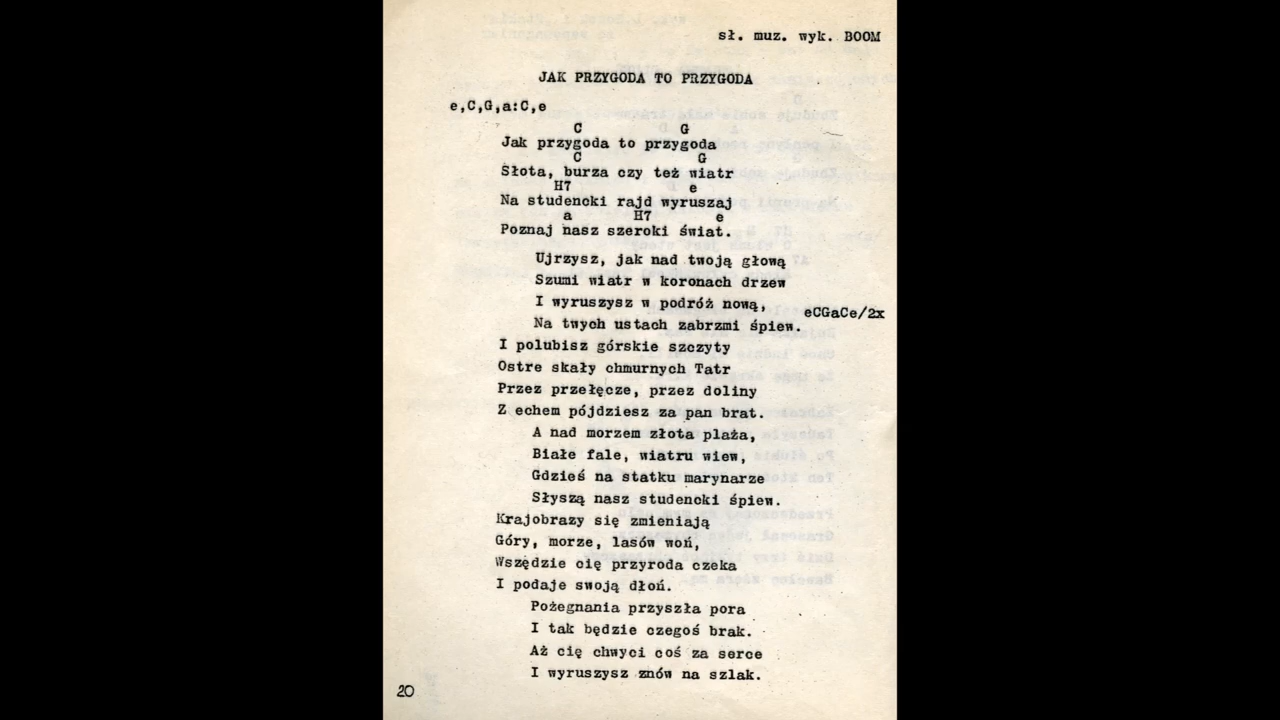 sł. muz. wyk. BOOM
JAK PRZYGODA TO PRZYGODA
e,C,G,a:C,e
C G
Jak przygoda to przygoda
C G
Słota, burza czy też wiatr
H7 e
Na studencki rajd wyruszaj
a H7 e
Poznaj nasz szeroki świat.
Ujrzysz, jak nad twoją głową
Szumi wiatr w koronach drzew
I wyruszysz w podróż nową,
eCGaCe/2x
Na twych ustach zabrzmi śpiew.
I polubisz górskie szczyty
Ostre skały chmurnych Tatr
Przez przełęcze, przez doliny
Z echem pójdziesz za pan brat.
A nad morzem złota plaża,
Białe fale, wiatru wiew,
Gdzieś na statku marynarze
Słyszą nasz studencki śpiew.
Krajobrazy się zmieniają
Góry, morze, lasów woń,
Wszędzie cię przyroda czeka
I podaje swoją dłoń.
Pożegnania przyszła pora
I tak będzie czegoś brak.
Aż cię chwyci coś za serce
I wyruszysz znów na szlak.
20